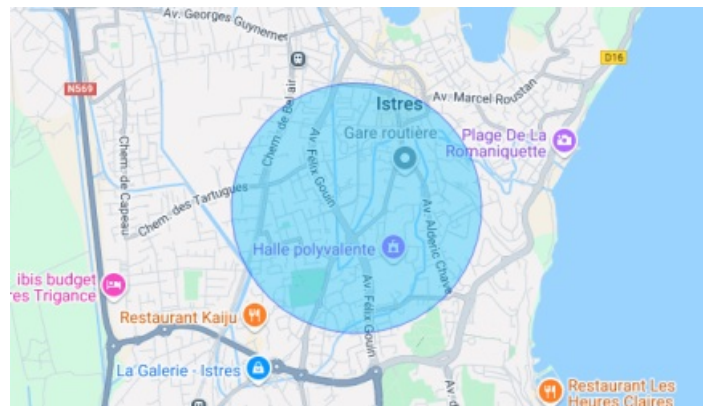 Av. Georges Guynemer
D16
N569
Av. Marcel Roustan
Istres
Gare routière
Plage De La
Romaniquette
Chem. de Bel air
Av. Félix Gouin
Chem. de Capeau
Chem. des Tartugues
Halle polyvalente
Av. Alderic Chave
ibis budget
res Trigance
Restaurant Kaiju
Av. Félix Gouin
La Galerie - Istres
Av. d
Restaurant Les
Heures Claires